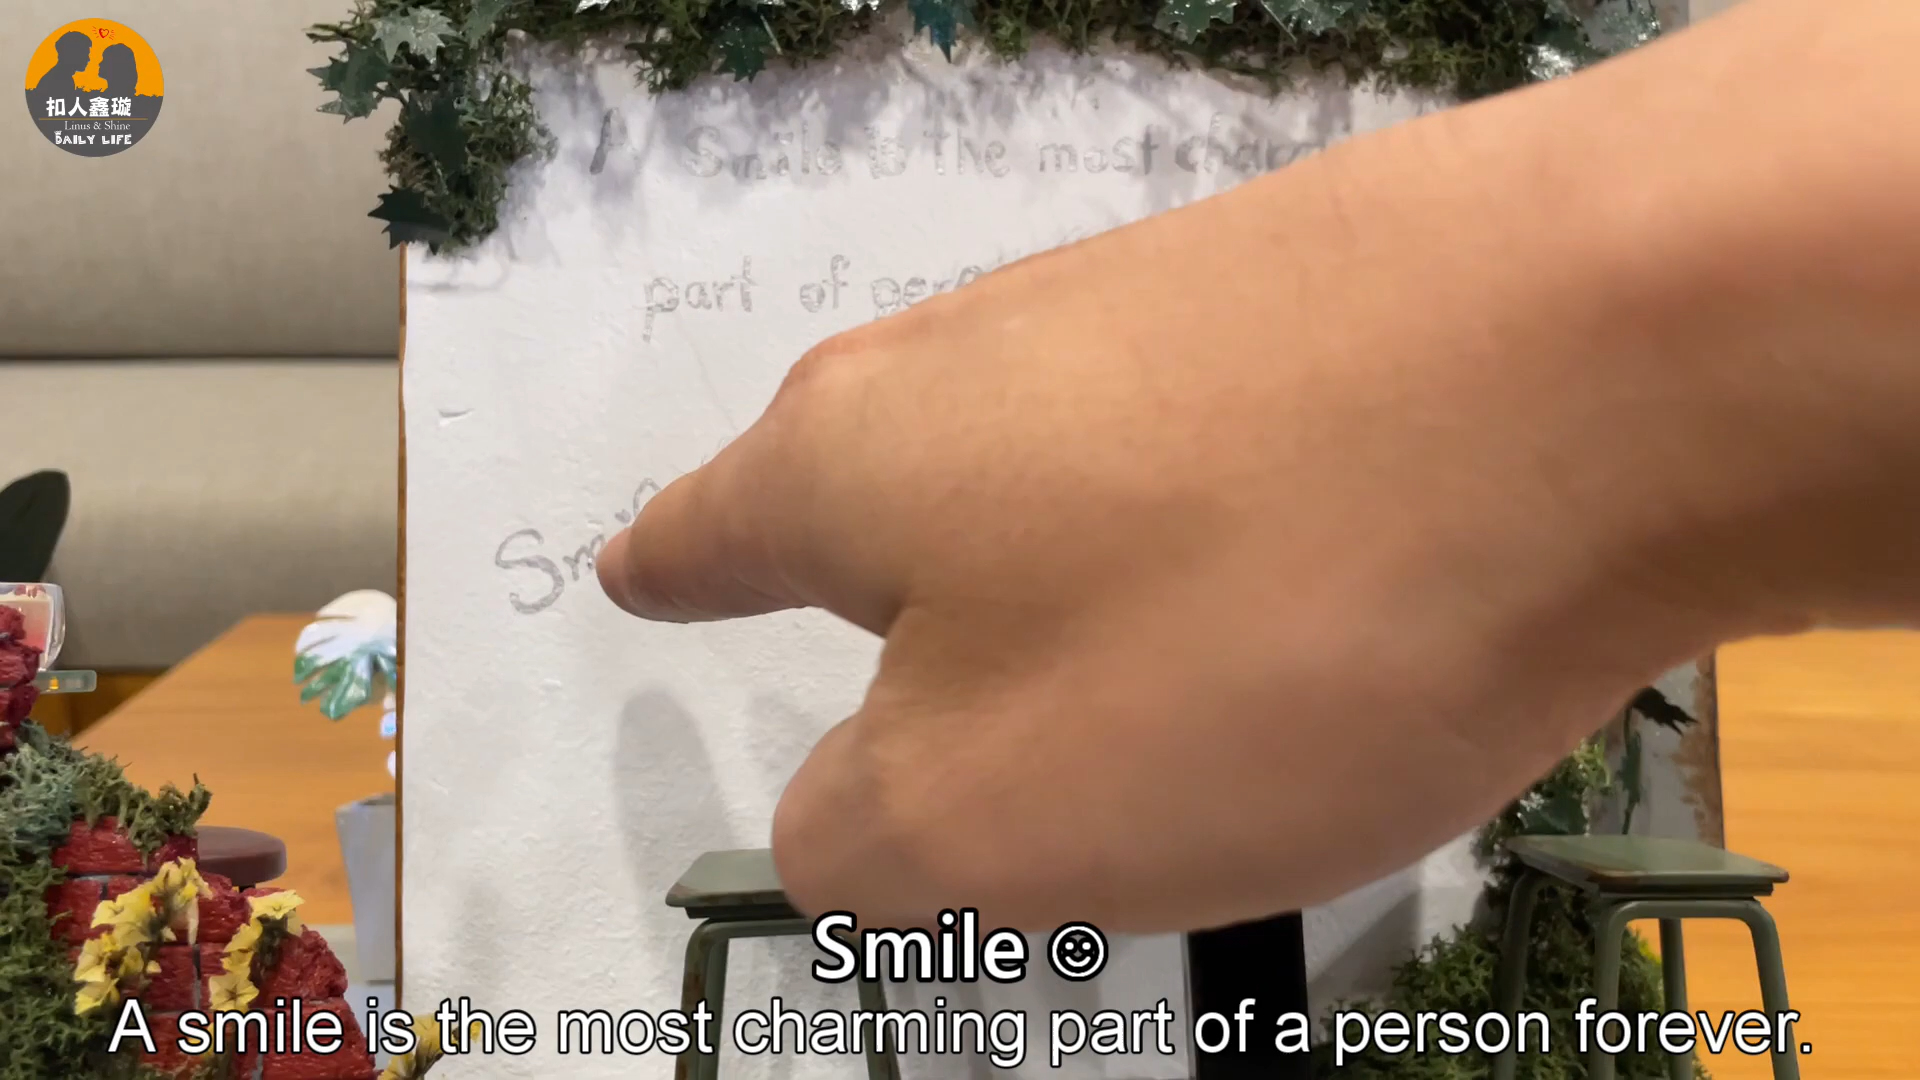 扣人鑫璇
Linus & Shine
DAILY LIFE
A Smile is the most
part of
Smile ☺
A smile is the most charming part of a person forever.